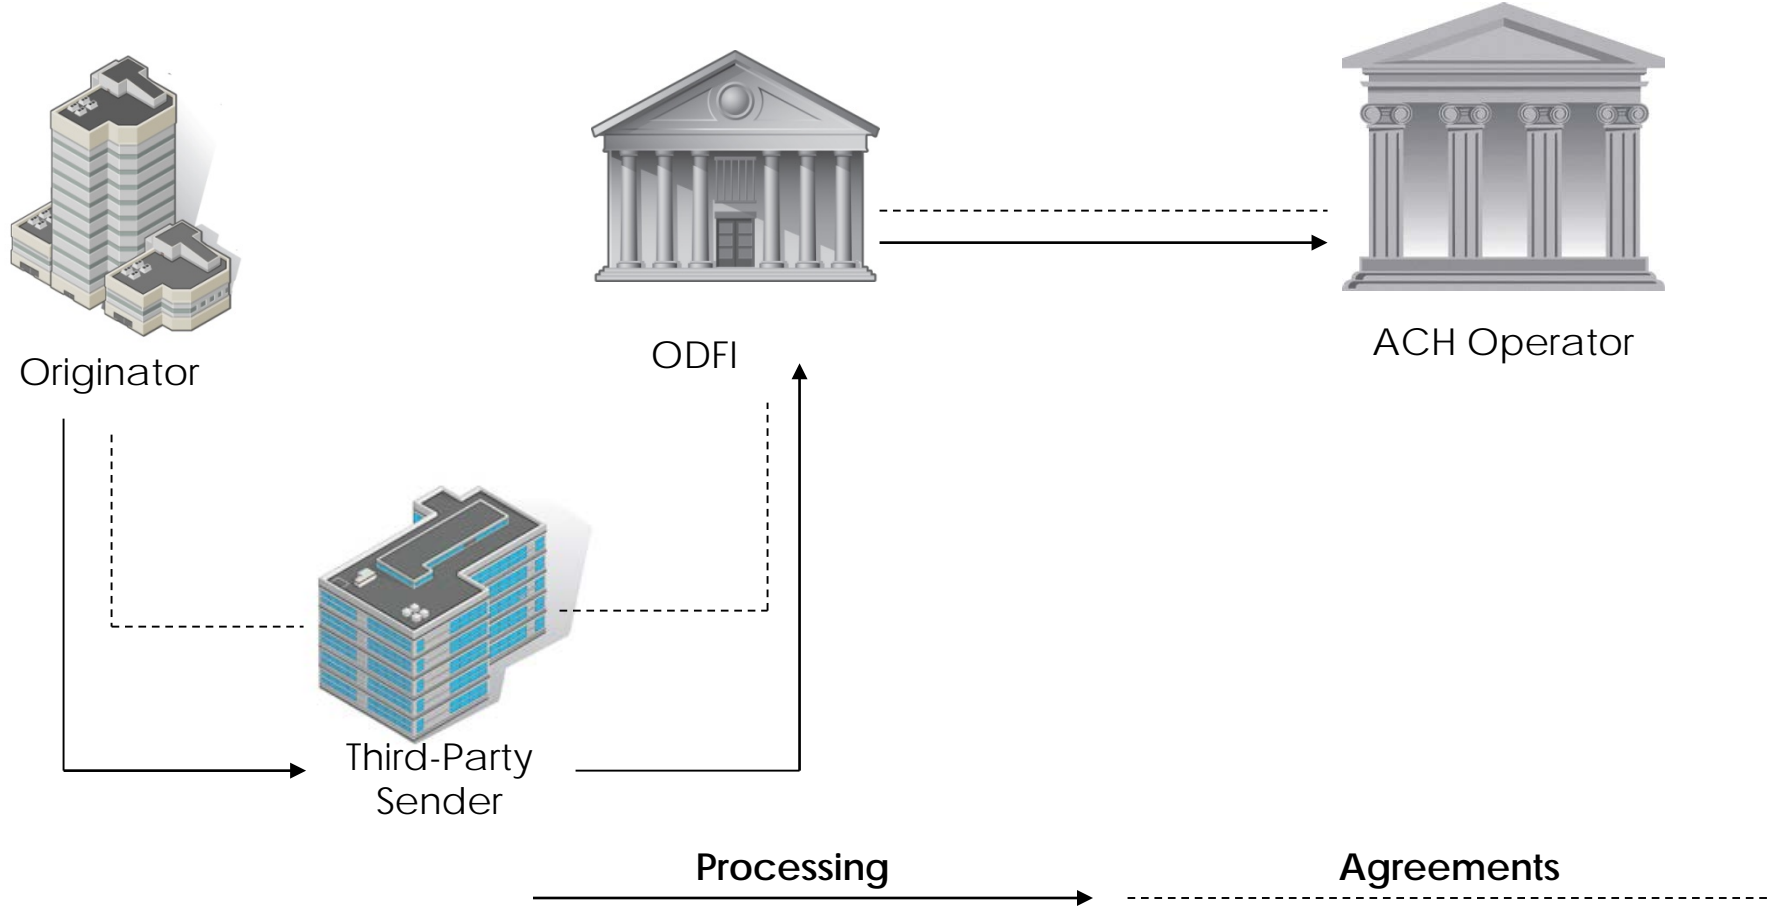 Originator
ODFI
ACH Operator
Third-Party
Sender
Processing
Agreements